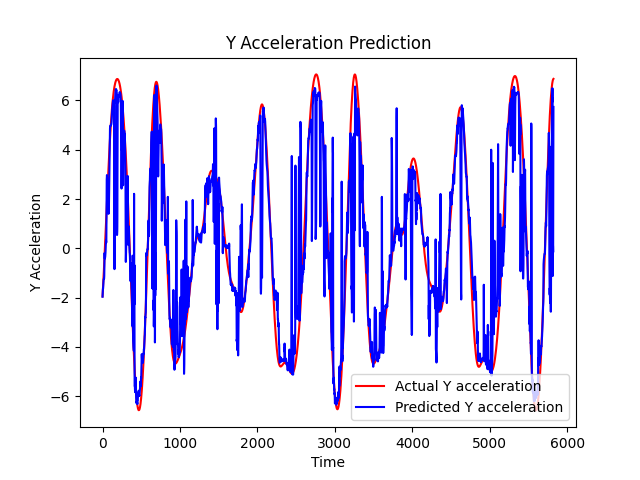 Y Acceleration Prediction
Y Acceleration
6
4
2
0
−2
−4
−6
0
1000
2000
3000
4000
5000
6000
Time
Actual Y acceleration
Predicted Y acceleration